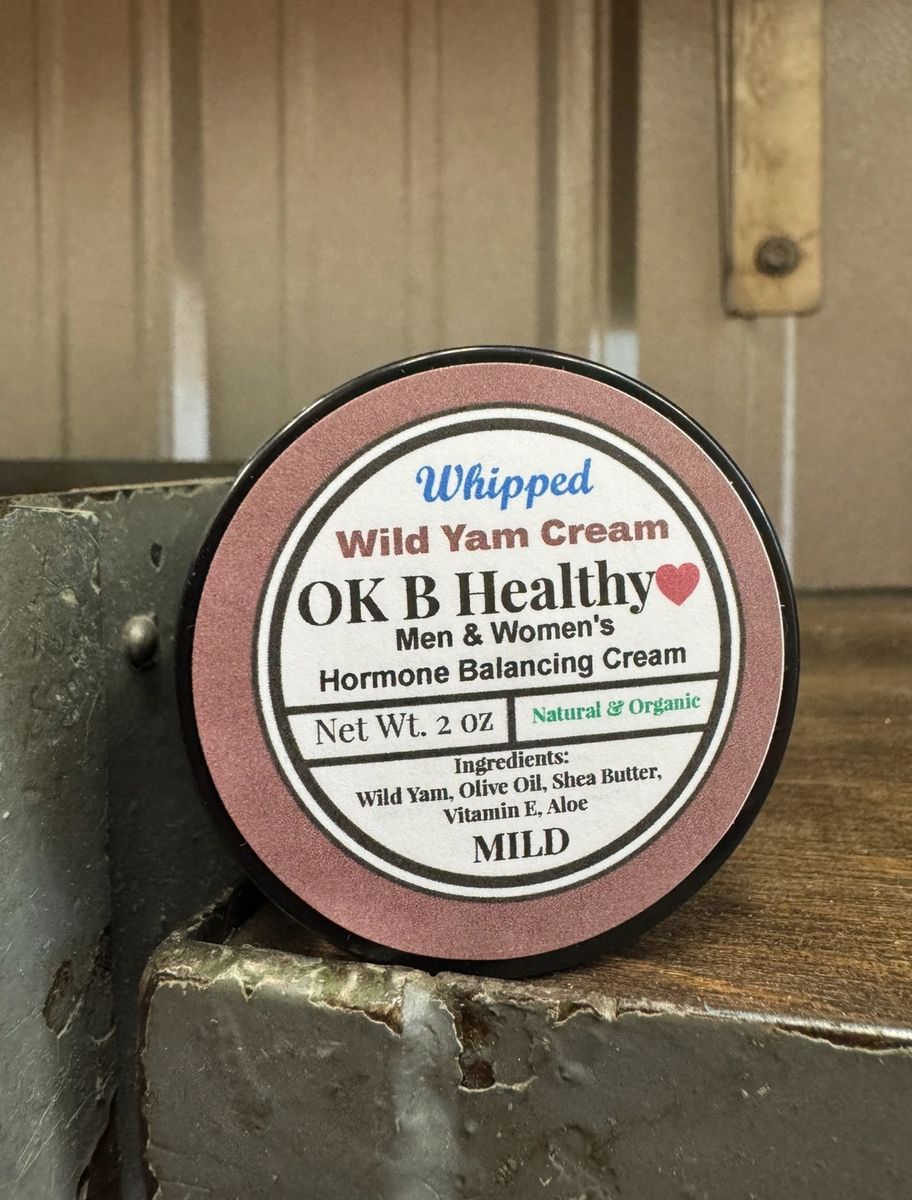 Whipped
Wild Yam Cream
OK B Healthy
Men & Women's
Hormone Balancing Cream
Net Wt. 2 oz
Natural & Organic
Ingredients:
Wild Yam, Olive Oil, Shea Butter,
Vitamin E, Aloe
MILD